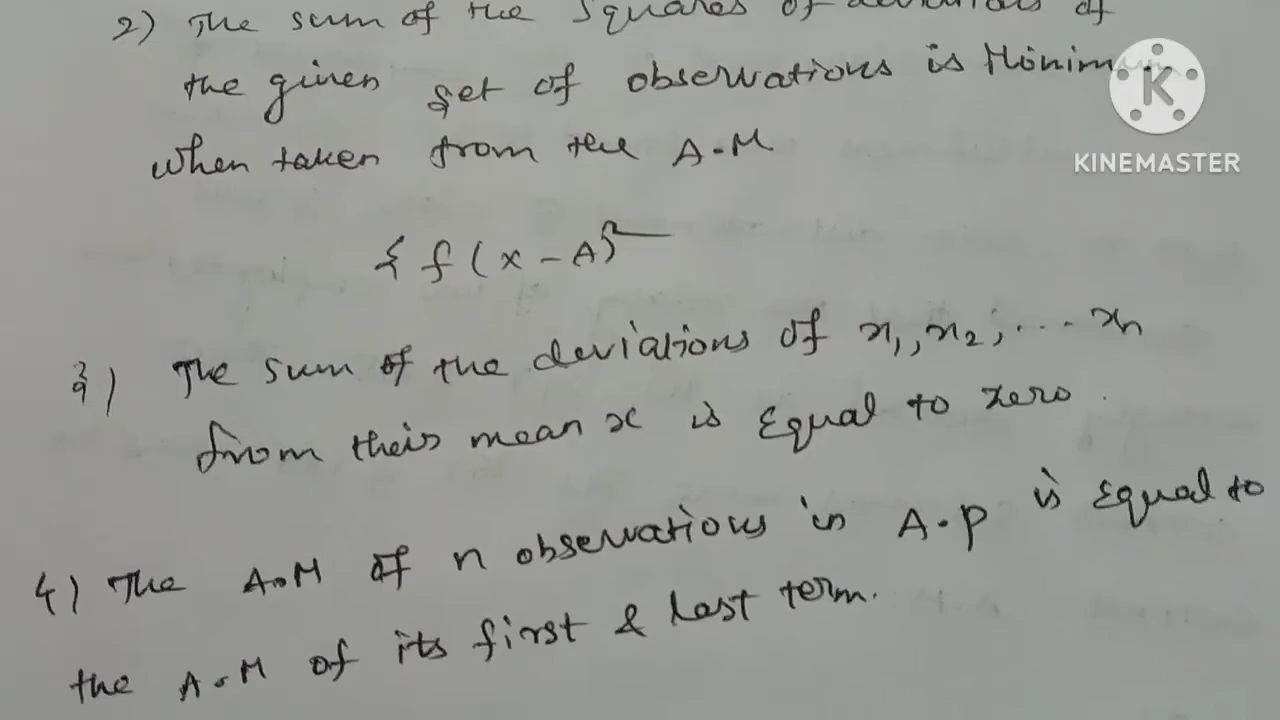 2) The sum of the Squares of deviations of
the given set of observations is Minim
when taken from the A.M
Σ f (x - A)²
3) The sum of the deviations of x₁, x₂, ... xₙ
from their mean x is Equal to zero.
4) The A.M of n observations in A.P is Equal to
the A.M of its first & last term.
K
KINEMASTER